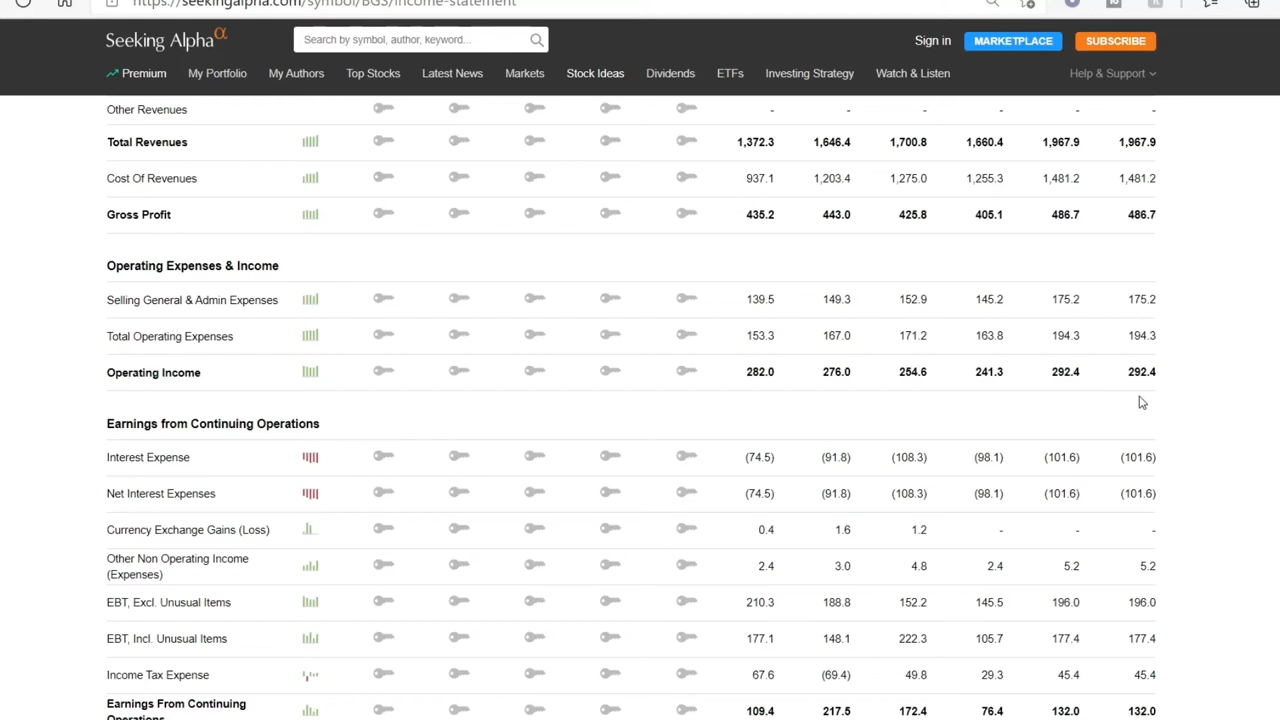 https://seekingalpha.com/symbol/BGS/income-statement
Seeking Alpha α Search by symbol, author, keyword... Sign in MARKETPLACE SUBSCRIBE
Premium My Portfolio My Authors Top Stocks Latest News Markets Stock Ideas Dividends ETFs Investing Strategy Watch & Listen Help & Support
Other Revenues - - - - - -
Total Revenues 1,372.3 1,646.4 1,700.8 1,660.4 1,967.9 1,967.9
Cost Of Revenues 937.1 1,203.4 1,275.0 1,255.3 1,481.2 1,481.2
Gross Profit 435.2 443.0 425.8 405.1 486.7 486.7
Operating Expenses & Income
Selling General & Admin Expenses 139.5 149.3 152.9 145.2 175.2 175.2
Total Operating Expenses 153.3 167.0 171.2 163.8 194.3 194.3
Operating Income 282.0 276.0 254.6 241.3 292.4 292.4
Earnings from Continuing Operations
Interest Expense (74.5) (91.8) (108.3) (98.1) (101.6) (101.6)
Net Interest Expenses (74.5) (91.8) (108.3) (98.1) (101.6) (101.6)
Currency Exchange Gains (Loss) 0.4 1.6 1.2 - - -
Other Non Operating Income
(Expenses) 2.4 3.0 4.8 2.4 5.2 5.2
EBT, Excl. Unusual Items 210.3 188.8 152.2 145.5 196.0 196.0
EBT, Incl. Unusual Items 177.1 148.1 222.3 105.7 177.4 177.4
Income Tax Expense 67.6 (69.4) 49.8 29.3 45.4 45.4
Earnings From Continuing
Operations 109.4 217.5 172.4 76.4 132.0 132.0